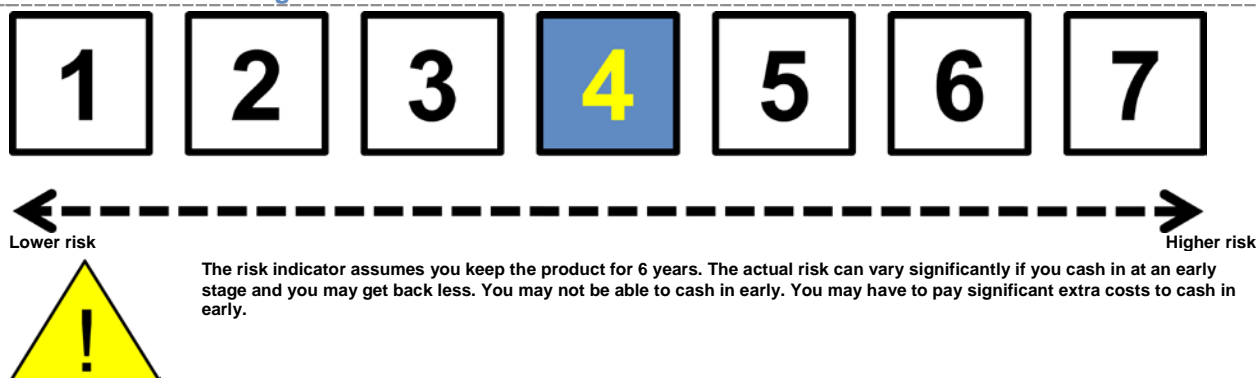 1 2 3 4 5 6 7
Lower risk Higher risk
The risk indicator assumes you keep the product for 6 years. The actual risk can vary significantly if you cash in at an early
stage and you may get back less. You may not be able to cash in early. You may have to pay significant extra costs to cash in
early.
!